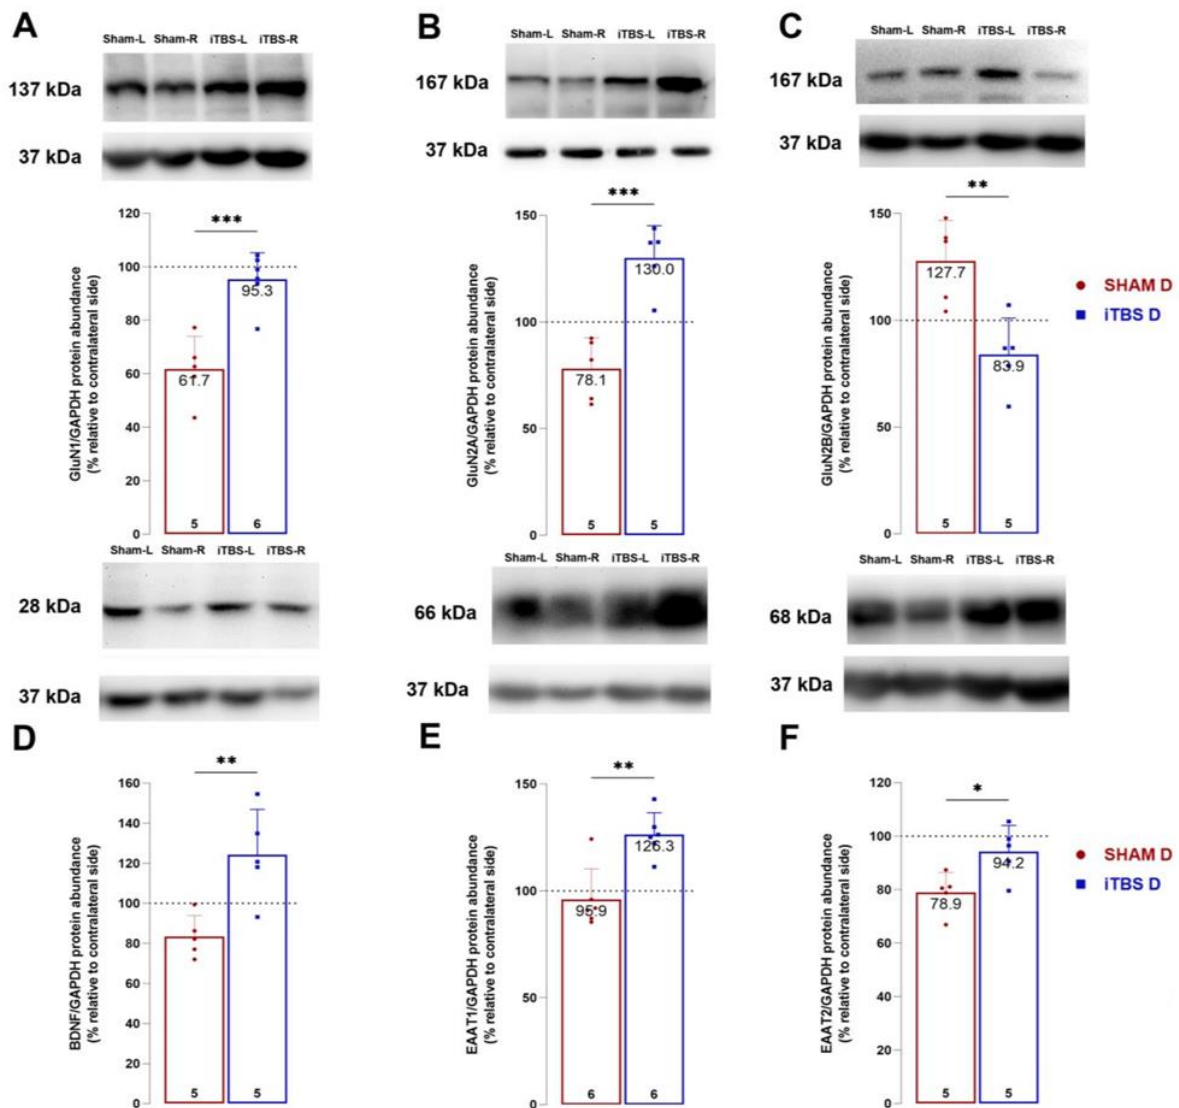 A
Sham-L Sham-R iTBS-L iTBS-R
137 kDa
37 kDa
120
100
80
60
40
20
0
GluN1/GAPDH protein abundance
(% relative to contralateral side)
***
61.7
95.3
5
6
B
Sham-L Sham-R iTBS-L iTBS-R
167 kDa
37 kDa
150
100
50
0
GluN2A/GAPDH protein abundance
(% relative to contralateral side)
***
78.1
130.0
5
5
C
Sham-L Sham-R iTBS-L iTBS-R
167 kDa
37 kDa
150
100
50
0
GluN2B/GAPDH protein abundance
(% relative to contralateral side)
**
127.7
83.9
5
5
SHAM D
iTBS D
Sham-L Sham-R iTBS-L iTBS-R
28 kDa
37 kDa
D
160
140
120
100
80
60
40
20
0
BDNF/GAPDH protein abundance
(% relative to contralateral side)
**
5
5
Sham-L Sham-R iTBS-L iTBS-R
66 kDa
37 kDa
E
150
100
50
0
EAAT1/GAPDH protein abundance
(% relative to contralateral side)
**
95.9
126.3
6
6
Sham-L Sham-R iTBS-L iTBS-R
68 kDa
37 kDa
F
120
100
80
60
40
20
0
EAAT2/GAPDH protein abundance
(% relative to contralateral side)
*
78.9
94.2
5
5
SHAM D
iTBS D